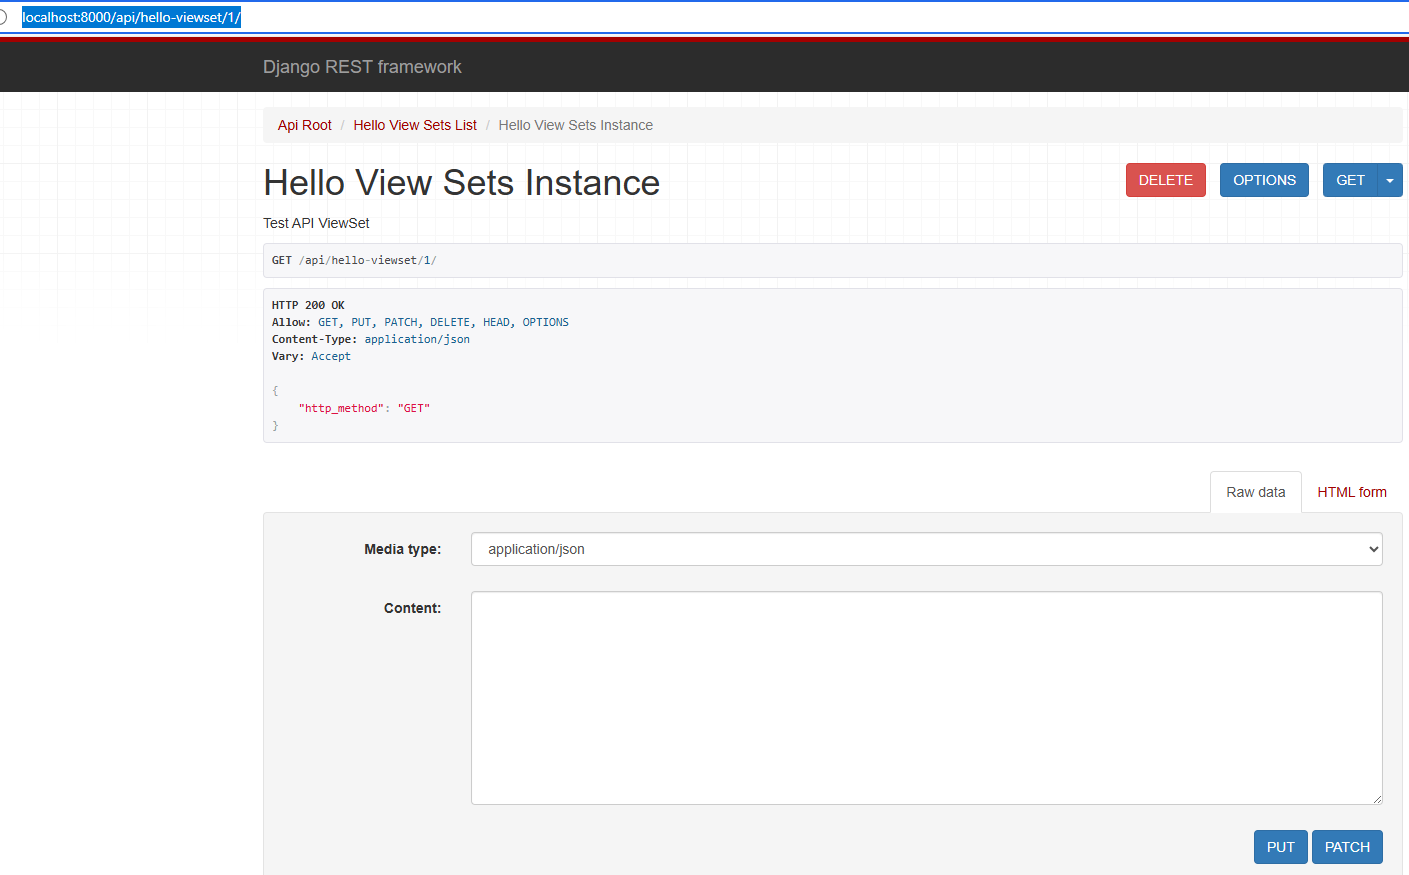 localhost:8000/api/hello-viewset/1/
Django REST framework
Api Root / Hello View Sets List / Hello View Sets Instance
Hello View Sets Instance
DELETE OPTIONS GET
Test API ViewSet
GET /api/hello-viewset/1/
HTTP 200 OK
Allow: GET, PUT, PATCH, DELETE, HEAD, OPTIONS
Content-Type: application/json
Vary: Accept
{
"http_method": "GET"
}
Raw data HTML form
Media type: application/json
Content:
PUT PATCH